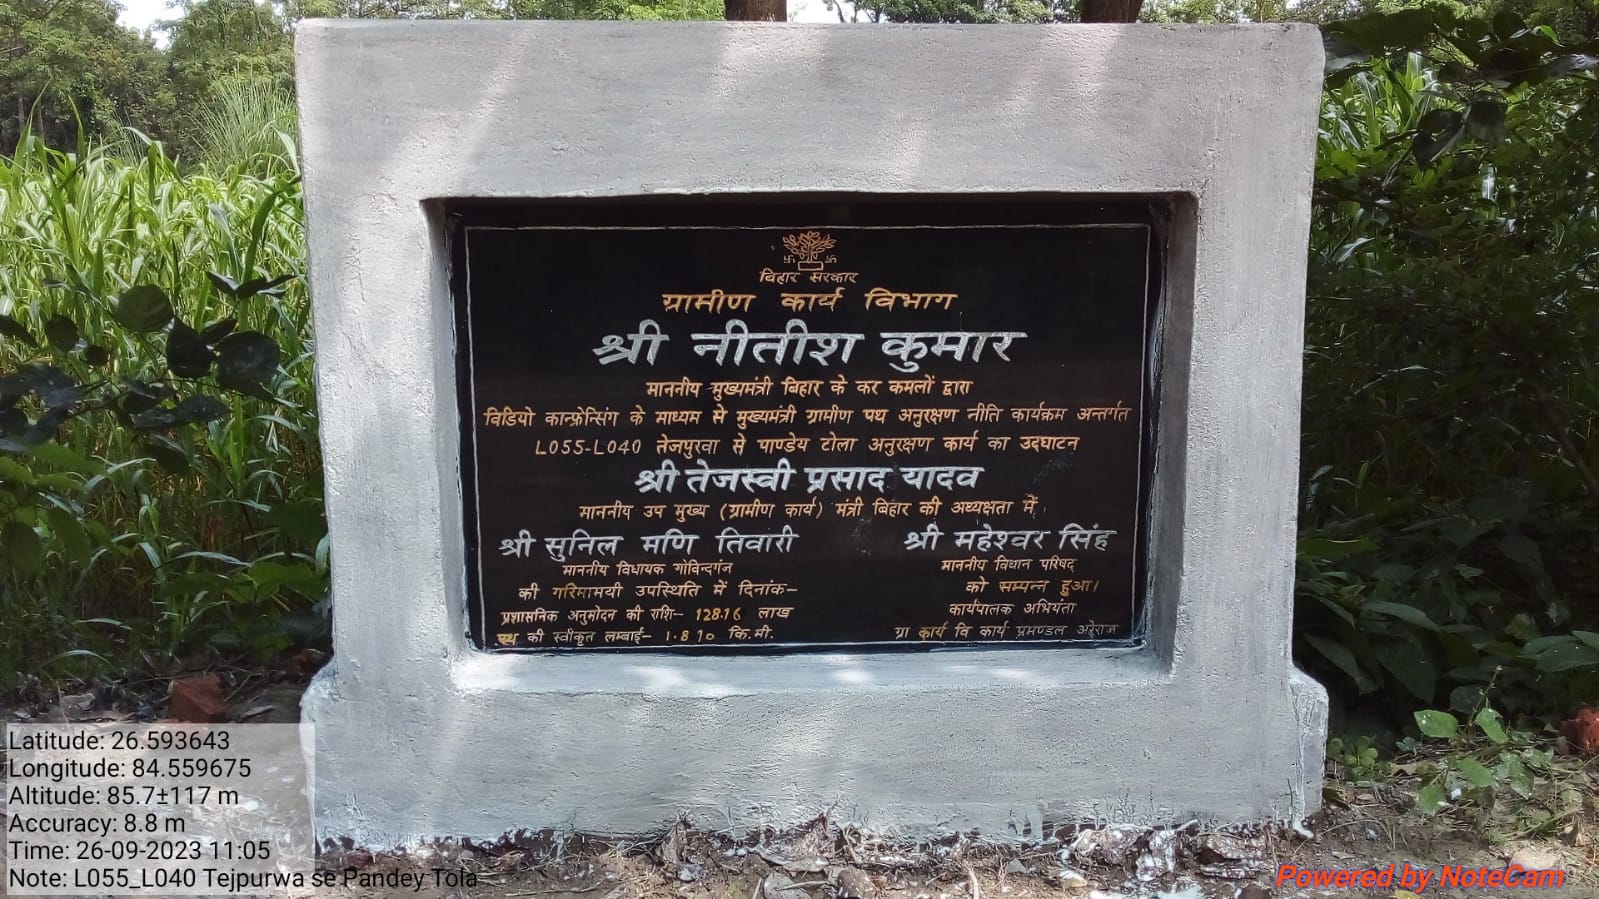 बिहार सरकार
ग्रामीण कार्य विभाग
श्री नीतीश कुमार
माननीय मुख्यमंत्री बिहार के कर कमलों द्वारा
विडियो कान्फ्रेन्सिंग के माध्यम से मुख्यमंत्री ग्रामीण पथ अनुरक्षण नीति कार्यक्रम अन्तर्गत
L055-L040 तेजपुरवा से पाण्डेय टोला अनुरक्षण कार्य का उदघाटन
श्री तेजस्वी प्रसाद यादव
माननीय उप मुख्य (ग्रामीण कार्य) मंत्री बिहार की अध्यक्षता में
श्री सुनिल मणि तिवारी
माननीय विधायक गोविन्दगंज
श्री महेश्वर सिंह
माननीय विधान परिषद्
की गरिमामयी उपस्थिति में दिनांक-
को सम्पन्न हुआ।
प्रशासनिक अनुमोदन की राशि- 128.16 लाख
पथ की स्वीकृत लम्बाई- 1.870 कि.मी.
कार्यपालक अभियंता
ग्रा कार्य वि कार्य प्रमण्डल अरेराज
Latitude: 26.593643
Longitude: 84.559675
Altitude: 85.7±117 m
Accuracy: 8.8 m
Time: 26-09-2023 11:05
Note: L055_L040 Tejpurwa se Pandey Tola
Powered by NoteCam